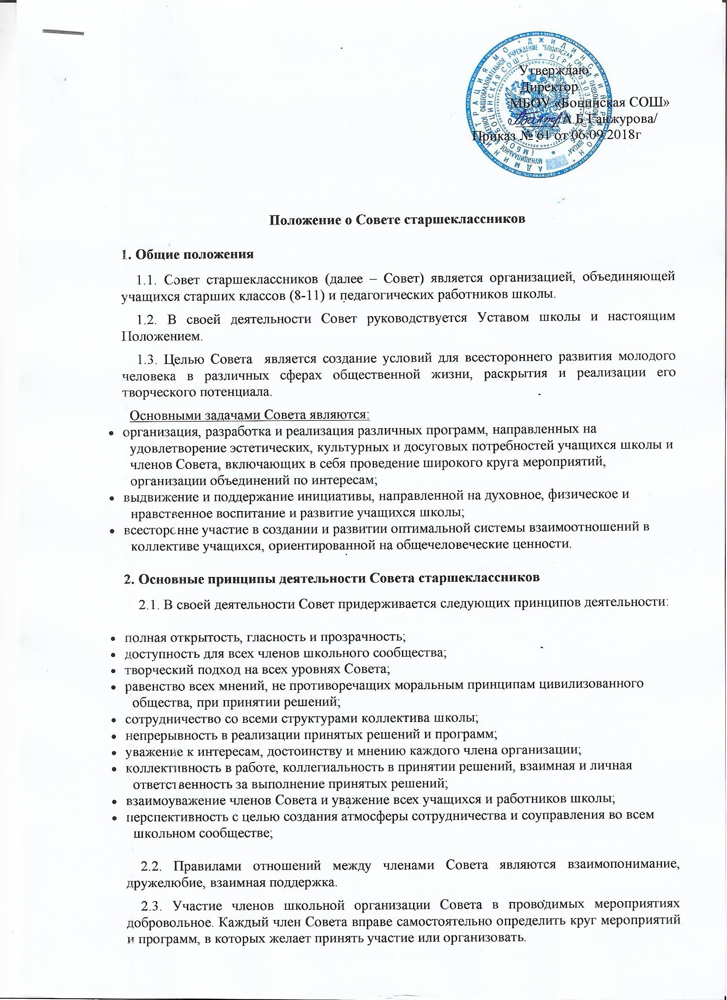 Утверждаю
Директор
МБОУ «Боцинская СОШ»
/А.Б.Ганжурова/
Приказ № 61 от 06.09.2018г
Положение о Совете старшеклассников
1. Общие положения
1.1. Совет старшеклассников (далее – Совет) является организацией, объединяющей
учащихся старших классов (8-11) и педагогических работников школы.
1.2. В своей деятельности Совет руководствуется Уставом школы и настоящим
Положением.
1.3. Целью Совета является создание условий для всестороннего развития молодого
человека в различных сферах общественной жизни, раскрытия и реализации его
творческого потенциала.
Основными задачами Совета являются:
• организация, разработка и реализация различных программ, направленных на
удовлетворение эстетических, культурных и досуговых потребностей учащихся школы и
членов Совета, включающих в себя проведение широкого круга мероприятий,
организации объединений по интересам;
• выдвижение и поддержание инициативы, направленной на духовное, физическое и
нравственное воспитание и развитие учащихся школы;
• всесторонне участие в создании и развитии оптимальной системы взаимоотношений в
коллективе учащихся, ориентированной на общечеловеческие ценности.
2. Основные принципы деятельности Совета старшеклассников
2.1. В своей деятельности Совет придерживается следующих принципов деятельности:
• полная открытость, гласность и прозрачность;
• доступность для всех членов школьного сообщества;
• творческий подход на всех уровнях Совета;
• равенство всех мнений, не противоречащих моральным принципам цивилизованного
общества, при принятии решений;
• сотрудничество со всеми структурами коллектива школы;
• непрерывность в реализации принятых решений и программ;
• уважение к интересам, достоинству и мнению каждого члена организации;
• коллективность в работе, коллегиальность в принятии решений, взаимная и личная
ответственность за выполнение принятых решений;
• взаимоуважение членов Совета и уважение всех учащихся и работников школы;
• перспективность с целью создания атмосферы сотрудничества и соуправления во всем
школьном сообществе;
2.2. Правилами отношений между членами Совета являются взаимопонимание,
дружелюбие, взаимная поддержка.
2.3. Участие членов школьной организации Совета в проводимых мероприятиях
добровольное. Каждый член Совета вправе самостоятельно определить круг мероприятий
и программ, в которых желает принять участие или организовать.